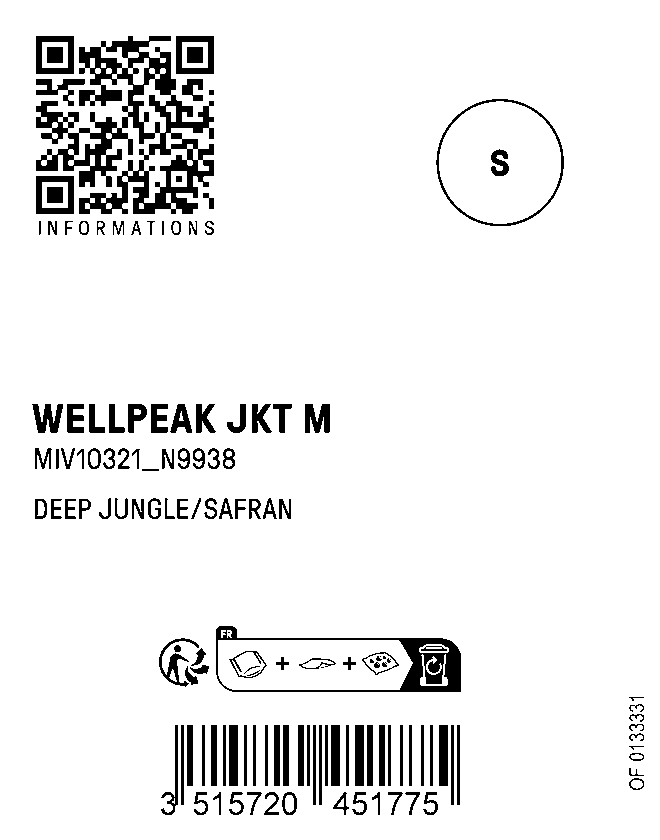 INFORMATIONS
S
WELLPEAK JKT M
MIV10321_N9938
DEEP JUNGLE/SAFRAN
FR
3 515720 451775
OF 0133331